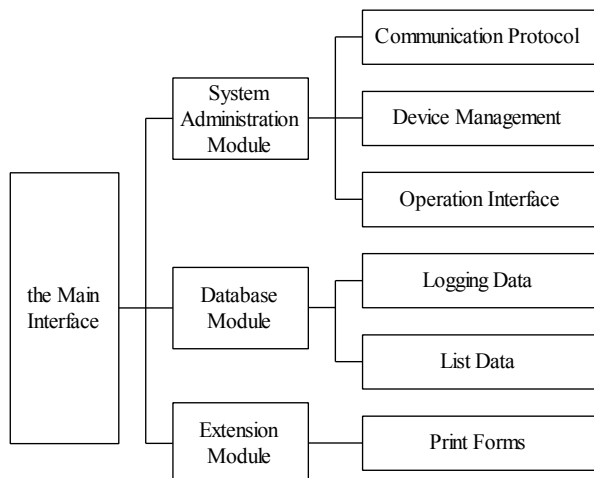 the Main
Interface
System
Administration
Module
Communication Protocol
Device Management
Operation Interface
Database
Module
Logging Data
List Data
Extension
Module
Print Forms